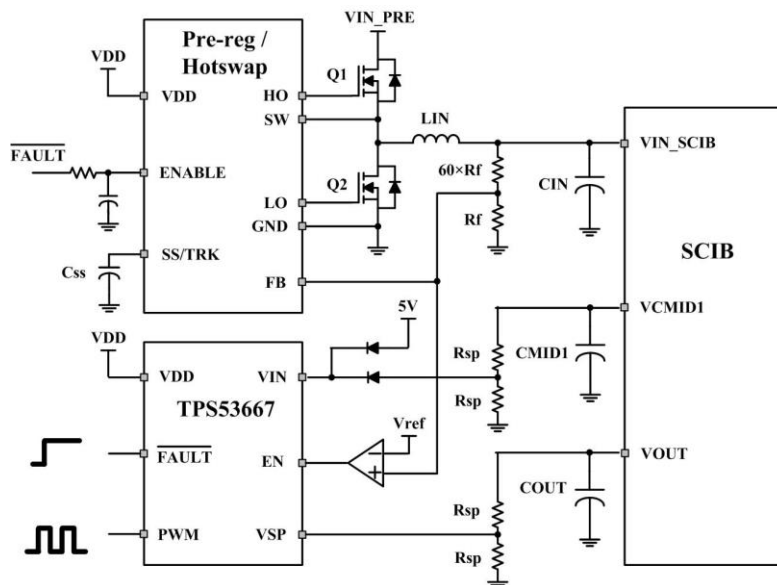 VIN_PRE
Pre-reg /
Hotswap
VDD
VDD
HO
Q1
SW
LIN
VIN_SCIB
FAULT
ENABLE
60×Rf
CIN
Q2
LO
Rf
GND
SS/TRK
Css
FB
SCIB
5V
VCMID1
VDD
Rsp
CMID1
VDD
VIN
Rsp
TPS53667
Vref
FAULT
EN
VOUT
COUT
Rsp
PWM
VSP
Rsp